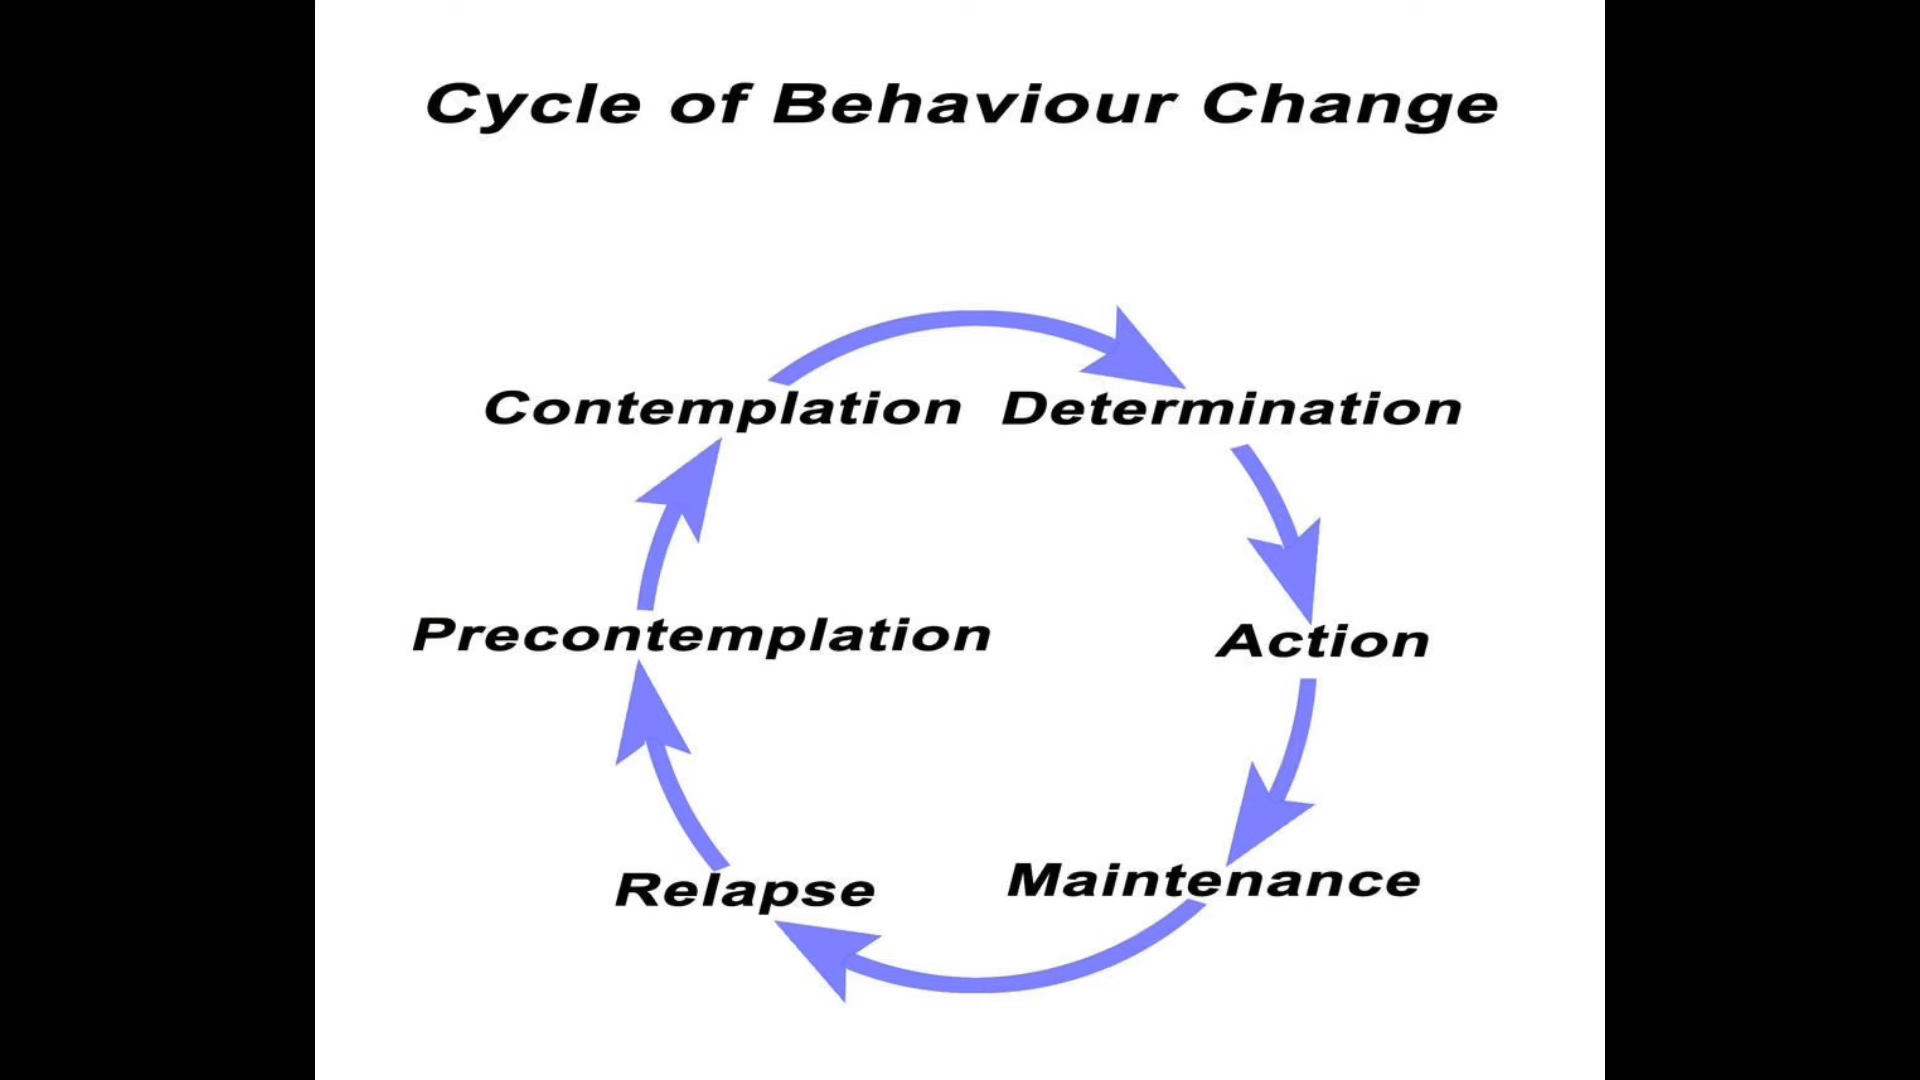 Cycle of Behaviour Change
Contemplation Determination
Precontemplation
Action
Relapse
Maintenance